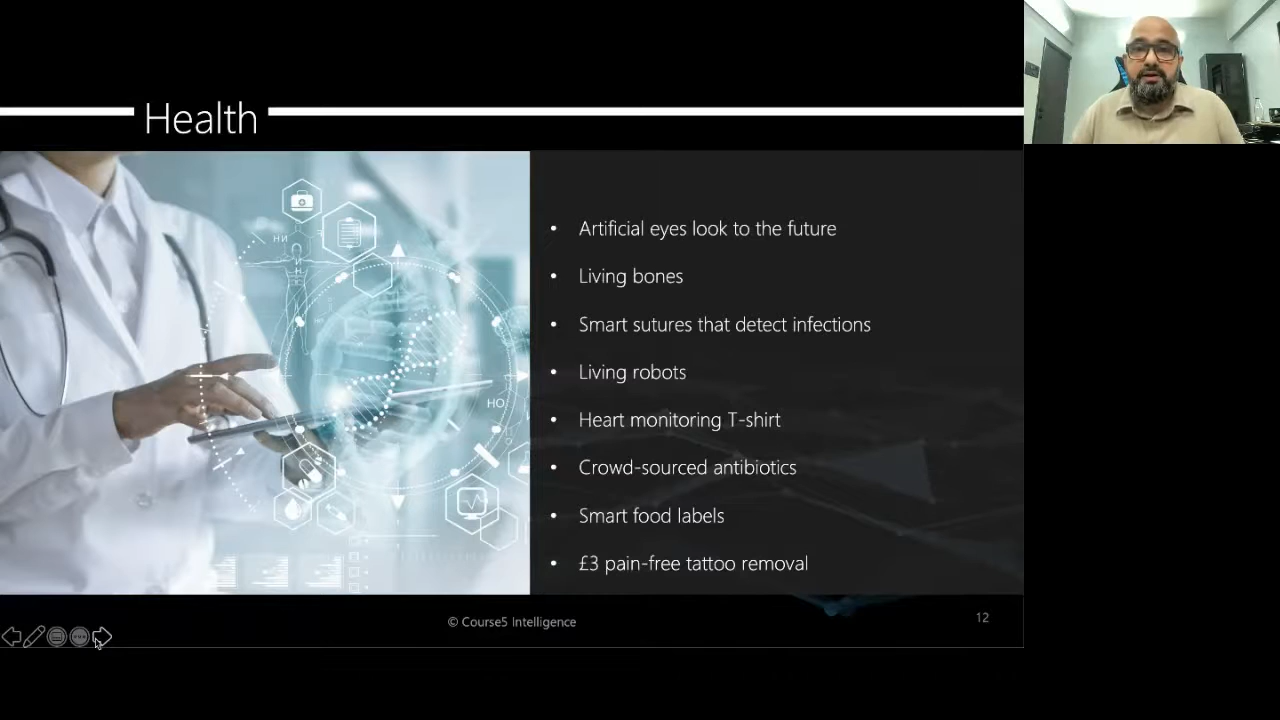 Health
• Artificial eyes look to the future
• Living bones
• Smart sutures that detect infections
• Living robots
• Heart monitoring T-shirt
• Crowd-sourced antibiotics
• Smart food labels
• £3 pain-free tattoo removal
© Course5 Intelligence
12